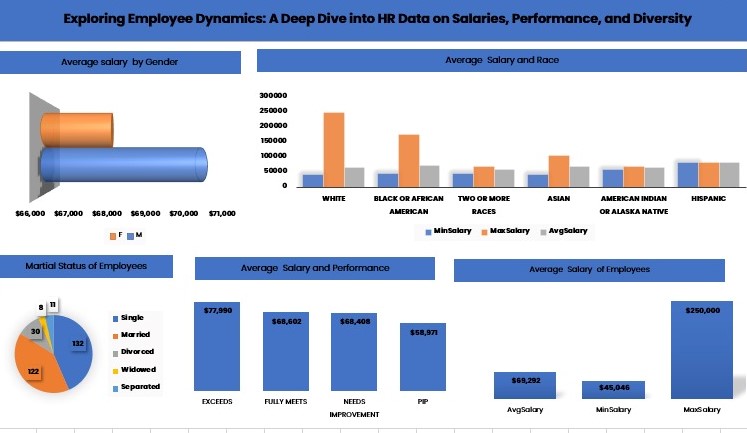 Exploring Employee Dynamics: A Deep Dive into HR Data on Salaries, Performance, and Diversity
Average salary by Gender
$66,000 $67,000 $68,000 $69,000 $70,000 $71,000
F M
Average Salary and Race
300000
250000
200000
150000
100000
50000
0
WHITE
BLACK OR AFRICAN
AMERICAN
TWO OR MORE
RACES
ASIAN
AMERICAN INDIAN
OR ALASKA NATIVE
HISPANIC
MinSalary MaxSalary AvgSalary
Martial Status of Employees
8 11
30
132
122
Single
Married
Divorced
Widowed
Separated
Average Salary and Performance
$77,990
$68,602
$68,408
$58,971
EXCEEDS
FULLY MEETS
NEEDS
IMPROVEMENT
PIP
Average Salary of Employees
$69,292
$45,046
$250,000
AvgSalary MinSalary MaxSalary